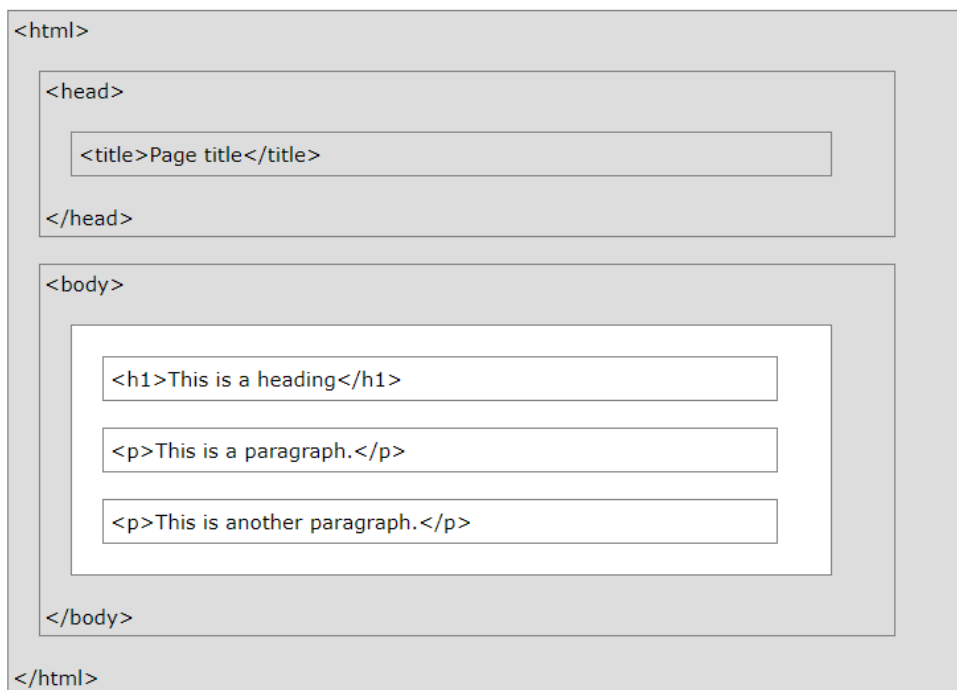 <html>
<head>
<title>Page title</title>
</head>
<body>
<h1>This is a heading</h1>
<p>This is a paragraph.</p>
<p>This is another paragraph.</p>
</body>
</html>